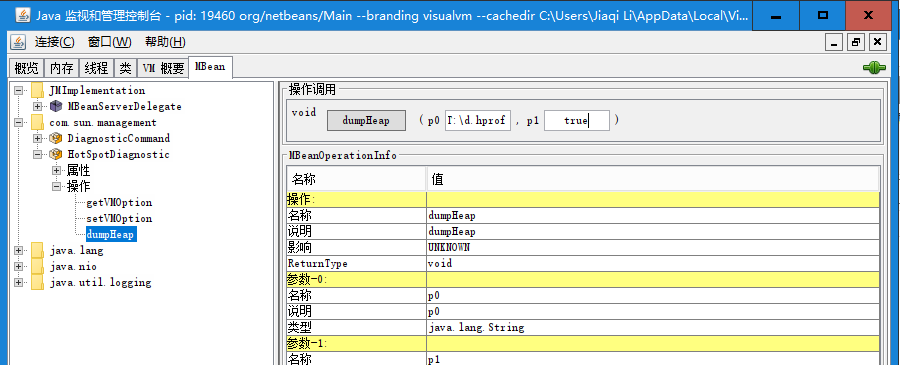 Java 监视和管理控制台 - pid: 19460 org/netbeans/Main --branding visualvm --cachedir C:\Users\Jiaqi Li\AppData\Local\Vi...
连接(C) 窗口(W) 帮助(H)
概览 内存 线程 类 VM 概要 MBean
JMImplementation
MBeanServerDelegate
com.sun.management
DiagnosticCommand
HotSpotDiagnostic
属性
操作
getVMOption
setVMOption
dumpHeap
java.lang
java.nio
java.util.logging
操作调用
void dumpHeap ( p0 T:\d.hprof , p1 true )
MBeanOperationInfo
名称 值
操作:
名称 dumpHeap
说明 dumpHeap
影响 UNKNOWN
ReturnType void
参数-0:
名称 p0
说明 p0
类型 java.lang.String
参数-1:
名称 p1